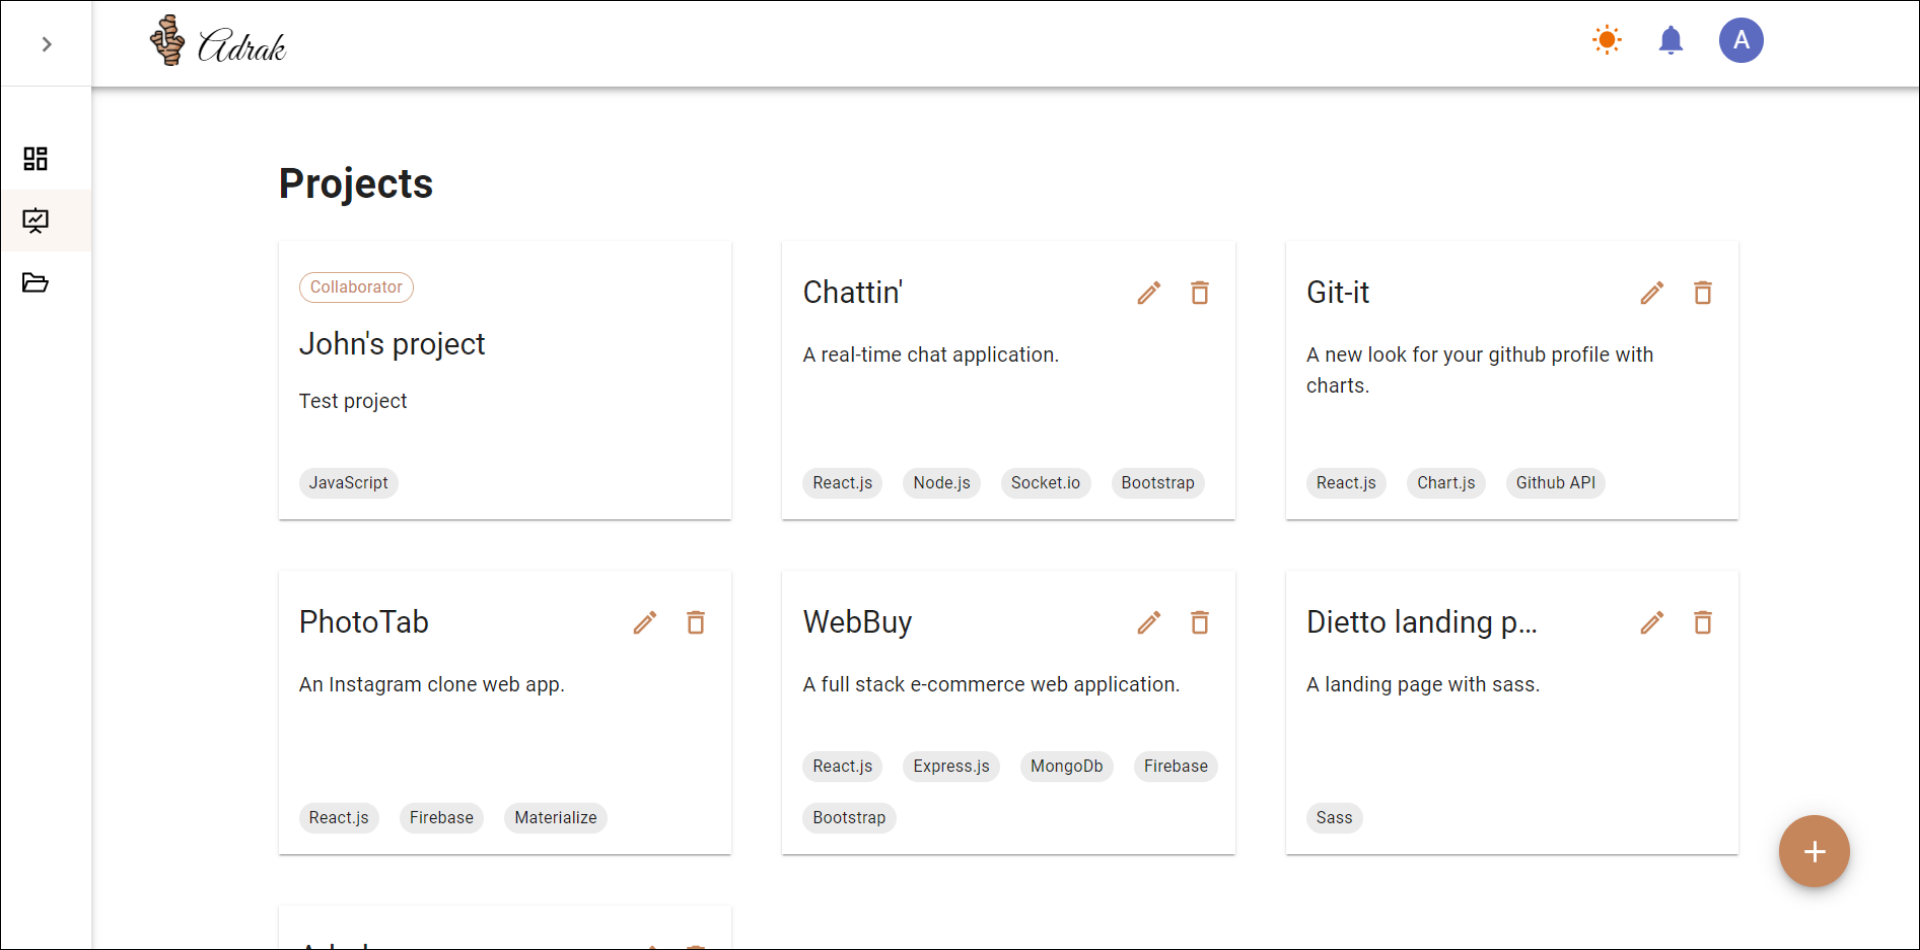 Adrak
A
Projects
Collaborator
John's project
Test project
JavaScript
Chattin'
A real-time chat application.
React.js Node.js Socket.io Bootstrap
Git-it
A new look for your github profile with
charts.
React.js Chart.js Github API
PhotoTab
An Instagram clone web app.
React.js Firebase Materialize
WebBuy
A full stack e-commerce web application.
React.js Express.js MongoDb Firebase
Bootstrap
Dietto landing p...
A landing page with sass.
Sass